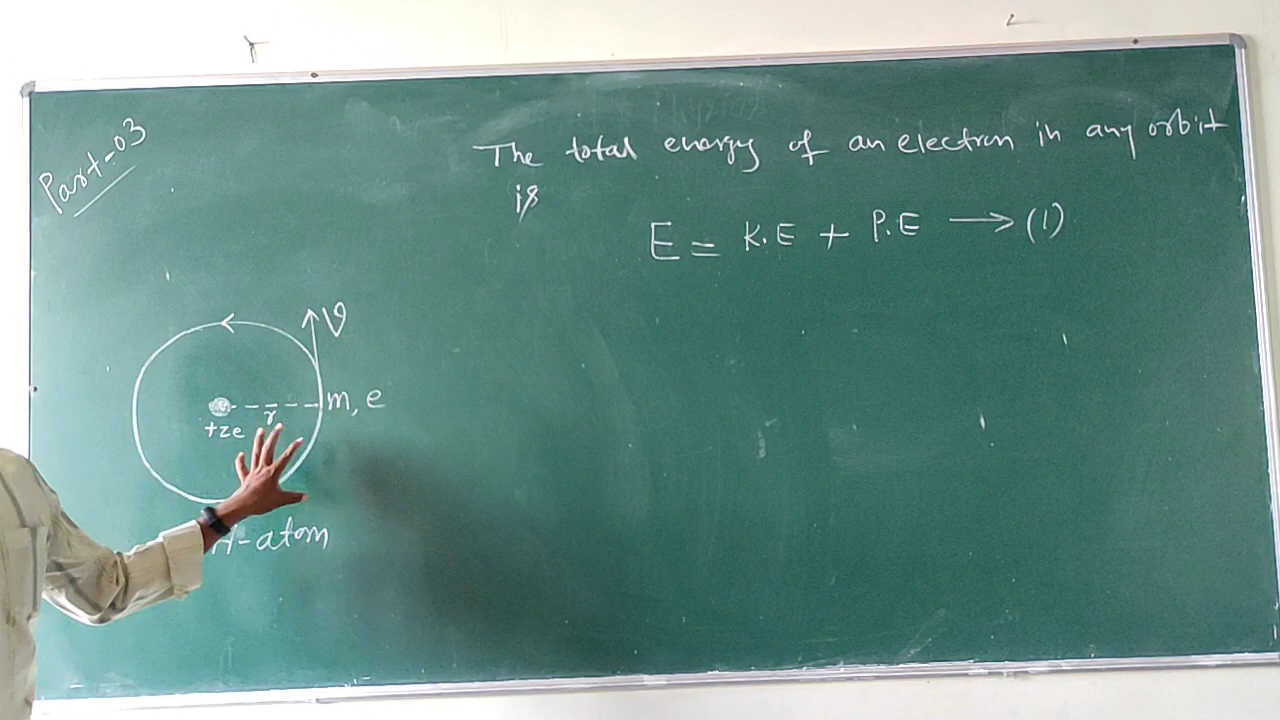 Part-03
The total energy of an electron in any orbit
is
E = K.E + P.E → (1)
V
m, e
r
+ze
H-atom